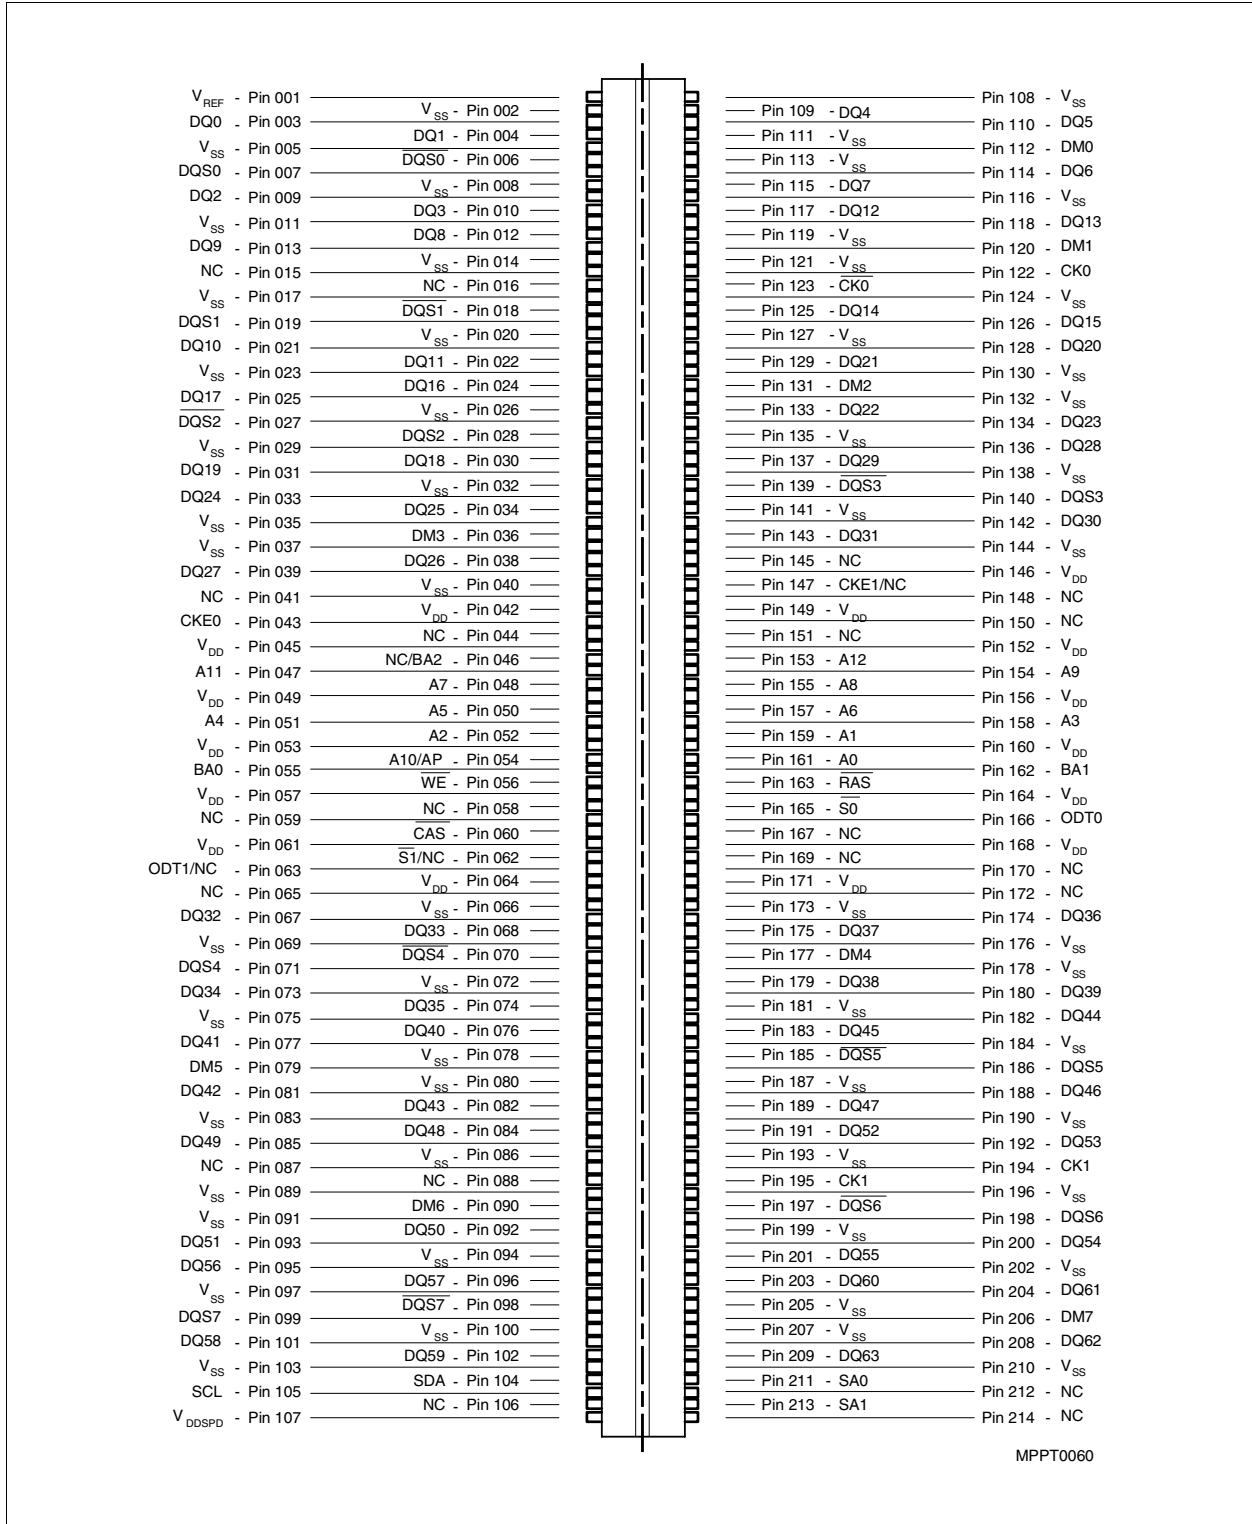 VREF - Pin 001
VSS - Pin 002
DQ0 - Pin 003
DQ1 - Pin 004
VSS - Pin 005
DQS0 - Pin 006
DQS0 - Pin 007
VSS - Pin 008
DQ2 - Pin 009
DQ3 - Pin 010
VSS - Pin 011
DQ8 - Pin 012
DQ9 - Pin 013
VSS - Pin 014
NC - Pin 015
NC - Pin 016
VSS - Pin 017
DQS1 - Pin 018
DQS1 - Pin 019
VSS - Pin 020
DQ10 - Pin 021
DQ11 - Pin 022
VSS - Pin 023
DQ16 - Pin 024
DQ17 - Pin 025
VSS - Pin 026
DQS2 - Pin 027
DQS2 - Pin 028
VSS - Pin 029
DQ18 - Pin 030
DQ19 - Pin 031
VSS - Pin 032
DQ24 - Pin 033
DQ25 - Pin 034
VSS - Pin 035
DM3 - Pin 036
VSS - Pin 037
DQ26 - Pin 038
DQ27 - Pin 039
VSS - Pin 040
NC - Pin 041
VDD - Pin 042
CKE0 - Pin 043
NC - Pin 044
VDD - Pin 045
NC/BA2 - Pin 046
A11 - Pin 047
A7 - Pin 048
VDD - Pin 049
A5 - Pin 050
A4 - Pin 051
A2 - Pin 052
VDD - Pin 053
A10/AP - Pin 054
BA0 - Pin 055
WE - Pin 056
VDD - Pin 057
NC - Pin 058
NC - Pin 059
CAS - Pin 060
VDD - Pin 061
S1/NC - Pin 062
ODT1/NC - Pin 063
VDD - Pin 064
NC - Pin 065
VSS - Pin 066
DQ32 - Pin 067
DQ33 - Pin 068
VSS - Pin 069
DQS4 - Pin 070
DQS4 - Pin 071
VSS - Pin 072
DQ34 - Pin 073
DQ35 - Pin 074
VSS - Pin 075
DQ40 - Pin 076
DQ41 - Pin 077
VSS - Pin 078
DM5 - Pin 079
VSS - Pin 080
DQ42 - Pin 081
DQ43 - Pin 082
VSS - Pin 083
DQ48 - Pin 084
DQ49 - Pin 085
VSS - Pin 086
NC - Pin 087
NC - Pin 088
VSS - Pin 089
DM6 - Pin 090
VSS - Pin 091
DQ50 - Pin 092
DQ51 - Pin 093
VSS - Pin 094
DQ56 - Pin 095
DQ57 - Pin 096
VSS - Pin 097
DQS7 - Pin 098
DQS7 - Pin 099
VSS - Pin 100
DQ58 - Pin 101
DQ59 - Pin 102
VSS - Pin 103
SDA - Pin 104
SCL - Pin 105
NC - Pin 106
VDDSPD - Pin 107
Pin 108 - VSS
Pin 109 - DQ4
Pin 110 - DQ5
Pin 111 - VSS
Pin 112 - DM0
Pin 113 - VSS
Pin 114 - DQ6
Pin 115 - DQ7
Pin 116 - VSS
Pin 117 - DQ12
Pin 118 - DQ13
Pin 119 - VSS
Pin 120 - DM1
Pin 121 - VSS
Pin 122 - CK0
Pin 123 - CK0
Pin 124 - VSS
Pin 125 - DQ14
Pin 126 - DQ15
Pin 127 - VSS
Pin 128 - DQ20
Pin 129 - DQ21
Pin 130 - VSS
Pin 131 - DM2
Pin 132 - VSS
Pin 133 - DQ22
Pin 134 - DQ23
Pin 135 - VSS
Pin 136 - DQ28
Pin 137 - DQ29
Pin 138 - VSS
Pin 139 - DQS3
Pin 140 - DQS3
Pin 141 - VSS
Pin 142 - DQ30
Pin 143 - DQ31
Pin 144 - VSS
Pin 145 - NC
Pin 146 - VDD
Pin 147 - CKE1/NC
Pin 148 - NC
Pin 149 - VDD
Pin 150 - NC
Pin 151 - NC
Pin 152 - VDD
Pin 153 - A12
Pin 154 - A9
Pin 155 - A8
Pin 156 - VDD
Pin 157 - A6
Pin 158 - A3
Pin 159 - A1
Pin 160 - VDD
Pin 161 - A0
Pin 162 - BA1
Pin 163 - RAS
Pin 164 - VDD
Pin 165 - S0
Pin 166 - ODT0
Pin 167 - NC
Pin 168 - VDD
Pin 169 - NC
Pin 170 - NC
Pin 171 - VDD
Pin 172 - NC
Pin 173 - VSS
Pin 174 - DQ36
Pin 175 - DQ37
Pin 176 - VSS
Pin 177 - DM4
Pin 178 - VSS
Pin 179 - DQ38
Pin 180 - DQ39
Pin 181 - VSS
Pin 182 - DQ44
Pin 183 - DQ45
Pin 184 - VSS
Pin 185 - DQS5
Pin 186 - DQS5
Pin 187 - VSS
Pin 188 - DQ46
Pin 189 - DQ47
Pin 190 - VSS
Pin 191 - DQ52
Pin 192 - DQ53
Pin 193 - VSS
Pin 194 - CK1
Pin 195 - CK1
Pin 196 - VSS
Pin 197 - DQS6
Pin 198 - DQS6
Pin 199 - VSS
Pin 200 - DQ54
Pin 201 - DQ55
Pin 202 - VSS
Pin 203 - DQ60
Pin 204 - DQ61
Pin 205 - VSS
Pin 206 - DM7
Pin 207 - VSS
Pin 208 - DQ62
Pin 209 - DQ63
Pin 210 - VSS
Pin 211 - SA0
Pin 212 - NC
Pin 213 - SA1
Pin 214 - NC
MPPT0060